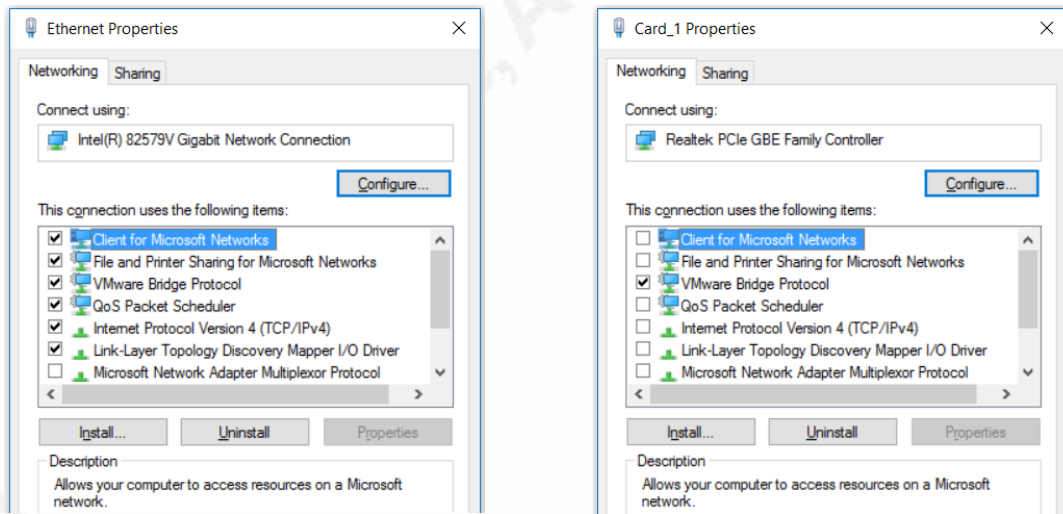 Ethernet Properties
Networking Sharing
Connect using:
Intel(R) 82579V Gigabit Network Connection
Configure...
This connection uses the following items:
Client for Microsoft Networks
File and Printer Sharing for Microsoft Networks
VMware Bridge Protocol
QoS Packet Scheduler
Internet Protocol Version 4 (TCP/IPv4)
Link-Layer Topology Discovery Mapper I/O Driver
Microsoft Network Adapter Multiplexor Protocol
Install... Uninstall Properties
Description
Allows your computer to access resources on a Microsoft
network.
Card_1 Properties
Networking Sharing
Connect using:
Realtek PCIe GBE Family Controller
Configure...
This connection uses the following items:
Client for Microsoft Networks
File and Printer Sharing for Microsoft Networks
VMware Bridge Protocol
QoS Packet Scheduler
Internet Protocol Version 4 (TCP/IPv4)
Link-Layer Topology Discovery Mapper I/O Driver
Microsoft Network Adapter Multiplexor Protocol
Install... Uninstall Properties
Description
Allows your computer to access resources on a Microsoft
network.